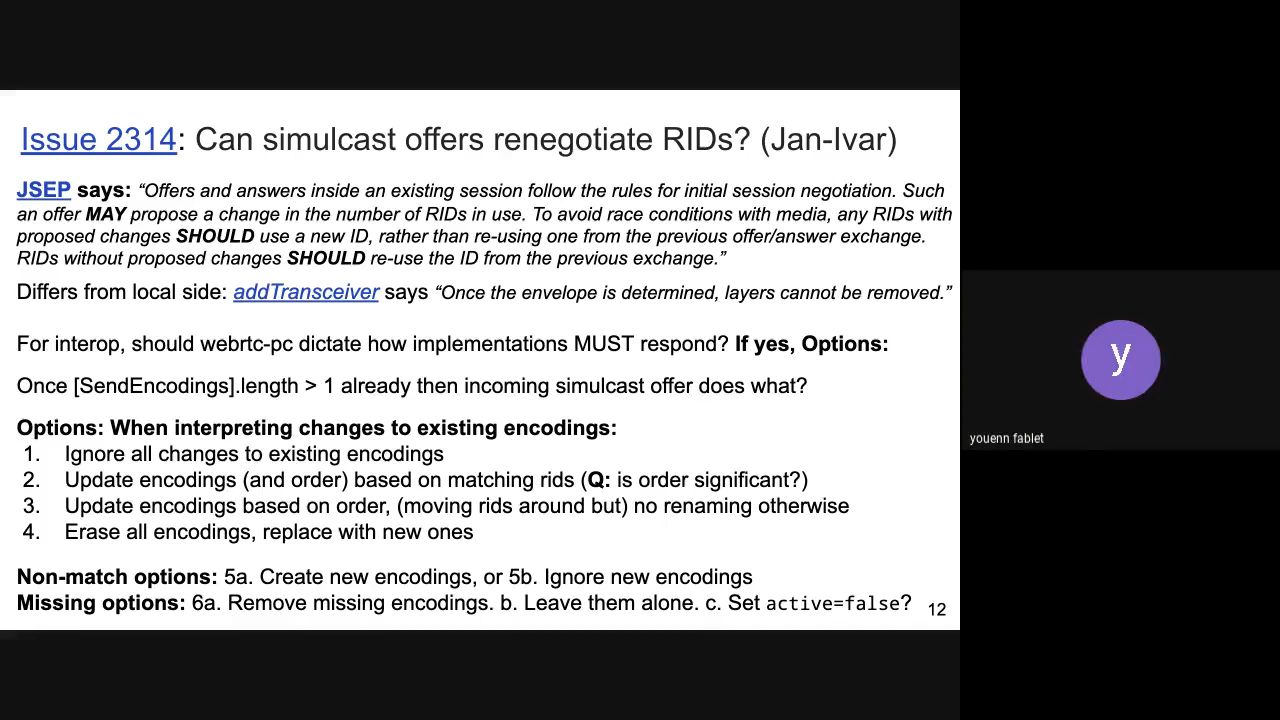 Issue 2314: Can simulcast offers renegotiate RIDs? (Jan-Ivar)
JSEP says: “Offers and answers inside an existing session follow the rules for initial session negotiation. Such
an offer MAY propose a change in the number of RIDs in use. To avoid race conditions with media, any RIDs with
proposed changes SHOULD use a new ID, rather than re-using one from the previous offer/answer exchange.
RIDs without proposed changes SHOULD re-use the ID from the previous exchange.”
Differs from local side: addTransceiver says “Once the envelope is determined, layers cannot be removed.”
For interop, should webrtc-pc dictate how implementations MUST respond? If yes, Options:
Once [SendEncodings].length > 1 already then incoming simulcast offer does what?
Options: When interpreting changes to existing encodings:
1. Ignore all changes to existing encodings
2. Update encodings (and order) based on matching rids (Q: is order significant?)
3. Update encodings based on order, (moving rids around but) no renaming otherwise
4. Erase all encodings, replace with new ones
Non-match options: 5a. Create new encodings, or 5b. Ignore new encodings
Missing options: 6a. Remove missing encodings. b. Leave them alone. c. Set active=false?
12
y
youenn fablet